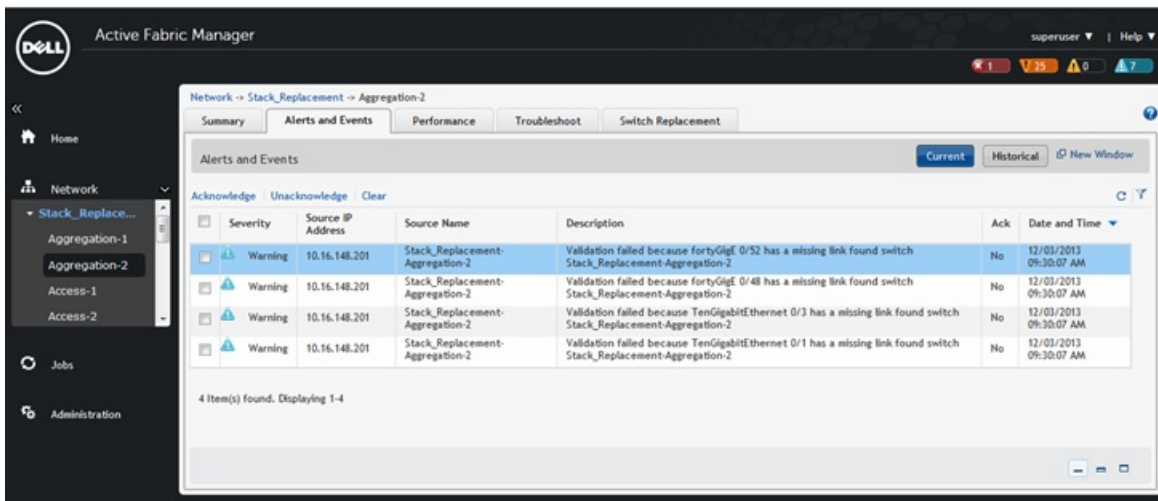 DELL
Active Fabric Manager
superuser ▼ | Help ▼
1 25 0 7
«
Home
Network
Stack_Replace...
Aggregation-1
Aggregation-2
Access-1
Access-2
Jobs
Administration
Network -> Stack_Replacement -> Aggregation-2
Summary Alerts and Events Performance Troubleshoot Switch Replacement
?
Alerts and Events Current Historical New Window
Acknowledge Unacknowledge Clear
Severity Source IP Address Source Name Description Ack Date and Time ▼
Warning 10.16.148.201 Stack_Replacement-Aggregation-2 Validation failed because fortyGigE 0/52 has a missing link found switch Stack_Replacement-Aggregation-2 No 12/03/2013 09:30:07 AM
Warning 10.16.148.201 Stack_Replacement-Aggregation-2 Validation failed because fortyGigE 0/48 has a missing link found switch Stack_Replacement-Aggregation-2 No 12/03/2013 09:30:07 AM
Warning 10.16.148.201 Stack_Replacement-Aggregation-2 Validation failed because TenGigabitEthernet 0/3 has a missing link found switch Stack_Replacement-Aggregation-2 No 12/03/2013 09:30:07 AM
Warning 10.16.148.201 Stack_Replacement-Aggregation-2 Validation failed because TenGigabitEthernet 0/1 has a missing link found switch Stack_Replacement-Aggregation-2 No 12/03/2013 09:30:07 AM
4 Item(s) found. Displaying 1-4